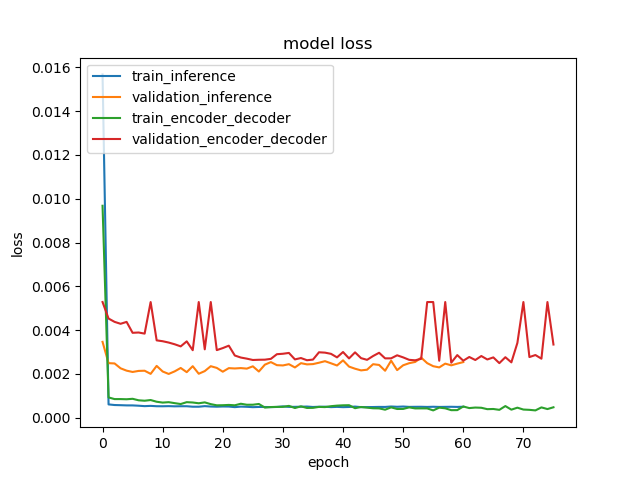 model loss
train_inference
validation_inference
train_encoder_decoder
validation_encoder_decoder
0.016
0.014
0.012
0.010
0.008
0.006
0.004
0.002
0.000
loss
0 10 20 30 40 50 60 70
epoch